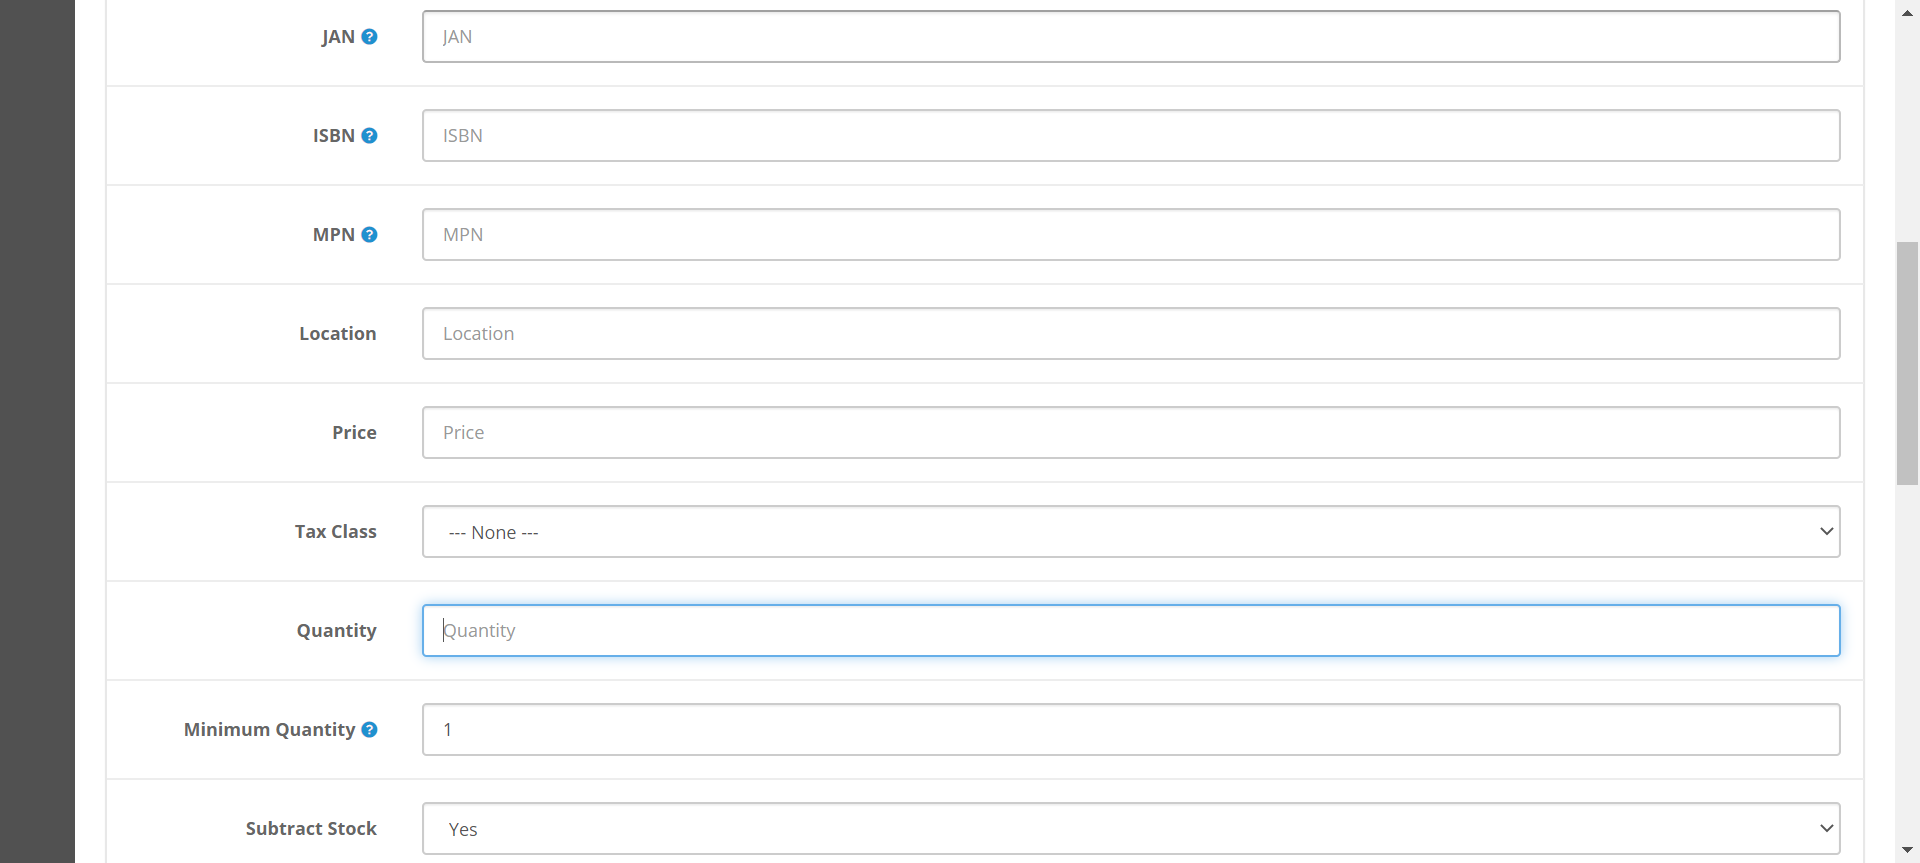 JAN ?
JAN
ISBN ?
ISBN
MPN ?
MPN
Location
Location
Price
Price
Tax Class
--- None ---
Quantity
Quantity
Minimum Quantity ?
1
Subtract Stock
Yes